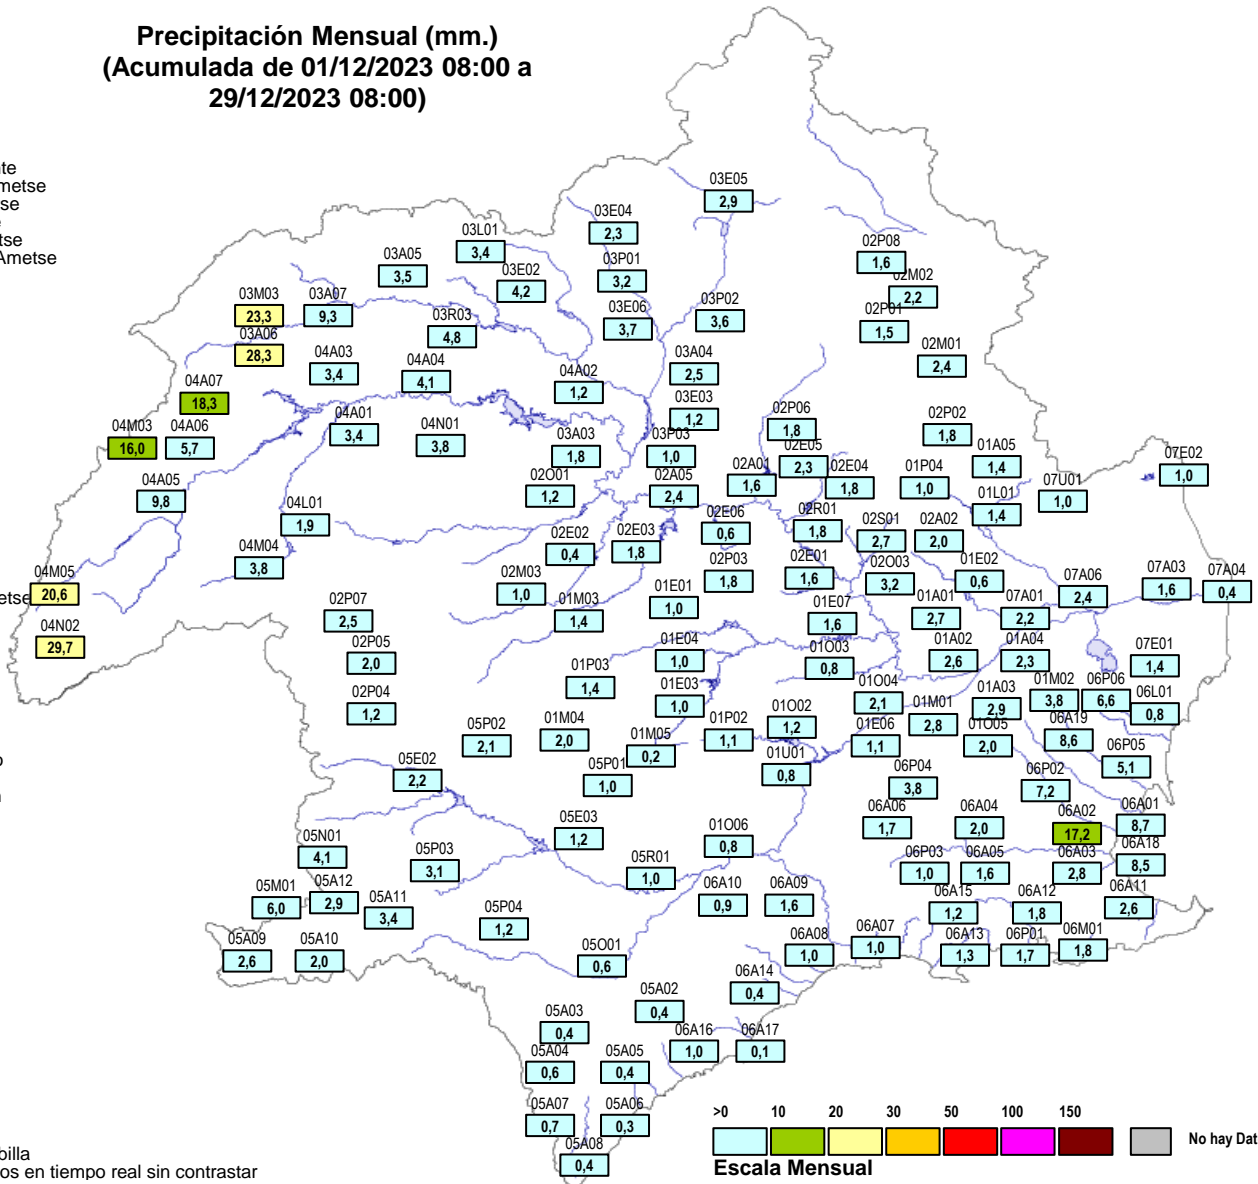 Precipitación Mensual (mm.)
(Acumulada de 01/12/2023 08:00 a
29/12/2023 08:00)
nte
metse
tse
e
tse
Ametse
03E05
2,9
03E04
2,3
03L01
3,4
03A05
3,5
03P01
3,2
03E02
4,2
02P08
1,6
02M02
2,2
03M03
23,3
03A07
9,3
03E06
3,7
03P02
3,6
02P01
1,5
03R03
4,8
03A06
28,3
04A03
3,4
04A04
4,1
03A04
2,5
02M01
2,4
04A02
1,2
04A07
18,3
03E03
1,2
04A01
3,4
04N01
3,8
02P06
1,8
02P02
1,8
04M03
16,0
04A06
5,7
03A03
1,8
03P03
1,0
02E05
2,3
01A05
1,4
07E02
1,0
02A01
1,6
02E04
1,8
01P04
1,0
04A05
9,8
02O01
1,2
02A05
2,4
07U01
1,0
01L01
1,4
04L01
1,9
02E06
0,6
02R01
1,8
02S01
2,7
02A02
2,0
02E02
0,4
02E03
1,8
04M04
3,8
02P03
1,8
02E01
1,6
02O03
3,2
01E02
0,6
07A03
1,6
07A04
0,4
04M05
20,6
etse
02M03
1,0
01M03
1,4
01E01
1,0
07A06
2,4
02P07
2,5
01E07
1,6
01A01
2,7
07A01
2,2
04N02
29,7
02P05
2,0
01E04
1,0
01O03
0,8
01A02
2,6
01A04
2,3
07E01
1,4
01P03
1,4
01E03
1,0
02P04
1,2
01O04
2,1
01A03
2,9
01M02
3,8
06P06
6,6
06L01
0,8
01M01
2,8
05P02
2,1
01M04
2,0
01M05
0,2
01P02
1,1
01O02
1,2
01E06
1,1
01O05
2,0
06A19
8,6
06P05
5,1
o
05E02
2,2
05P01
1,0
01U01
0,8
06P04
3,8
06P02
7,2
05E03
1,2
06A06
1,7
06A04
2,0
06A02
17,2
06A01
8,7
05N01
4,1
05P03
3,1
01O06
0,8
05R01
1,0
06P03
1,0
06A05
1,6
06A03
2,8
06A18
8,5
05M01
6,0
05A12
2,9
05A11
3,4
06A10
0,9
06A09
1,6
06A15
1,2
06A12
1,8
06A11
2,6
05P04
1,2
05A09
2,6
05A10
2,0
05O01
0,6
06A08
1,0
06A07
1,0
06A13
1,3
06P01
1,7
06M01
1,8
06A14
0,4
05A02
0,4
05A03
0,4
06A16
1,0
06A17
0,1
05A04
0,6
05A05
0,4
05A07
0,7
05A06
0,3
05A08
0,4
>0 10 20 30 50 100 150
No hay Dat
Escala Mensual
billa
os en tiempo real sin contrastar